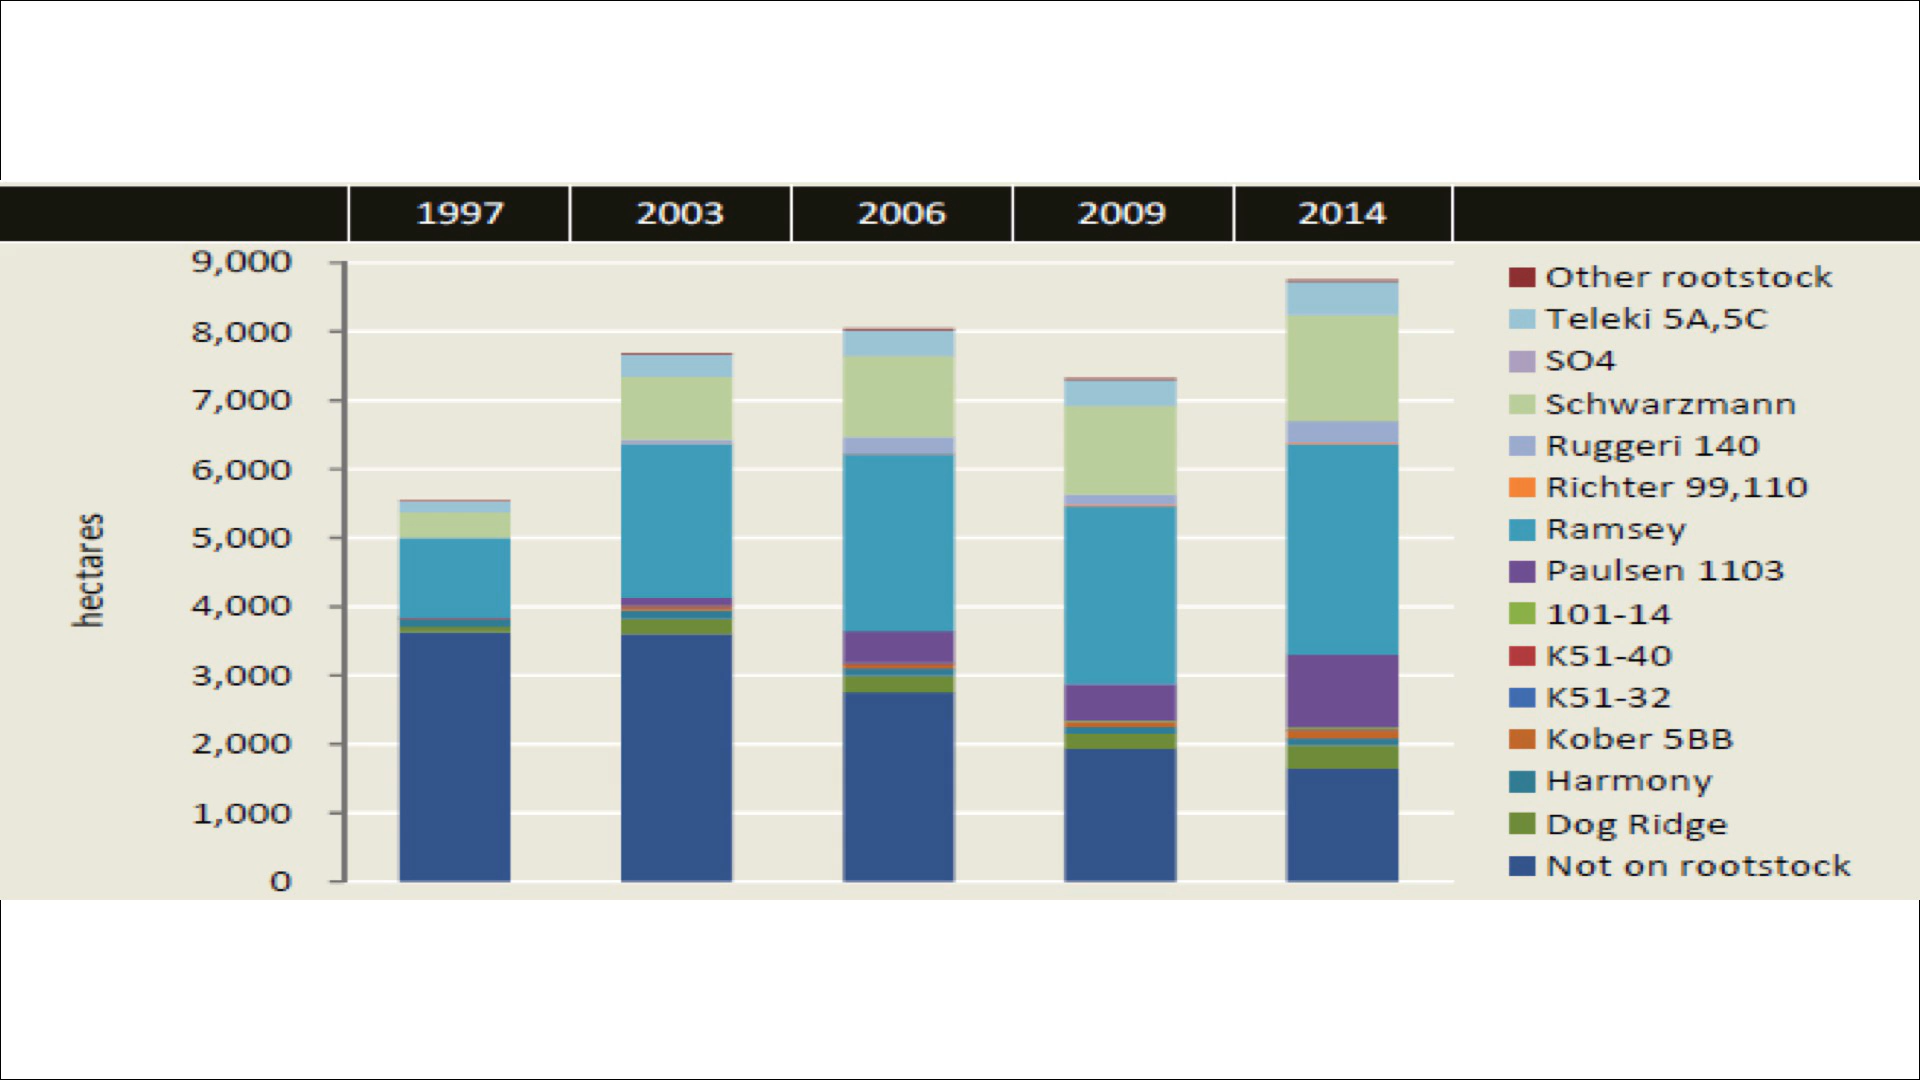 1997 2003 2006 2009 2014
9,000
8,000
7,000
6,000
5,000
4,000
3,000
2,000
1,000
0
hectares
Other rootstock
Teleki 5A,5C
SO4
Schwarzmann
Ruggeri 140
Richter 99,110
Ramsey
Paulsen 1103
101-14
K51-40
K51-32
Kober 5BB
Harmony
Dog Ridge
Not on rootstock